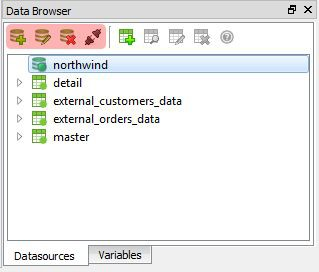 Data Browser
northwind
detail
external_customers_data
external_orders_data
master
Datasources
Variables